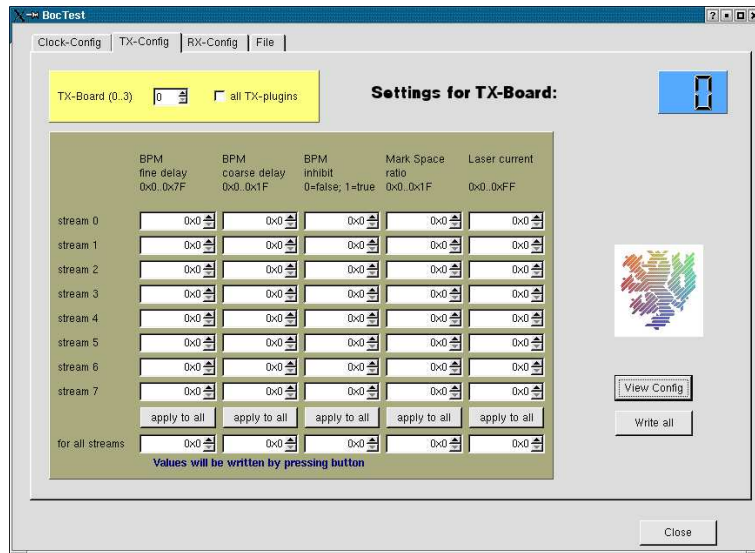 BocTest
Clock-Config TX-Config RX-Config File
TX-Board (0..3) 0 all TX-plugins Settings for TX-Board: 0
BPM BPM BPM Mark Space Laser current
fine delay coarse delay inhibit ratio
0x0..0x7F 0x0..0x1F 0=false; 1=true 0x0..0x1F 0x0..0xFF
stream 0 0x0 0x0 0x0 0x0 0x0
stream 1 0x0 0x0 0x0 0x0 0x0
stream 2 0x0 0x0 0x0 0x0 0x0
stream 3 0x0 0x0 0x0 0x0 0x0
stream 4 0x0 0x0 0x0 0x0 0x0
stream 5 0x0 0x0 0x0 0x0 0x0
stream 6 0x0 0x0 0x0 0x0 0x0
stream 7 0x0 0x0 0x0 0x0 0x0
View Config
apply to all apply to all apply to all apply to all apply to all
Write all
for all streams 0x0 0x0 0x0 0x0 0x0
Values will be written by pressing button
Close